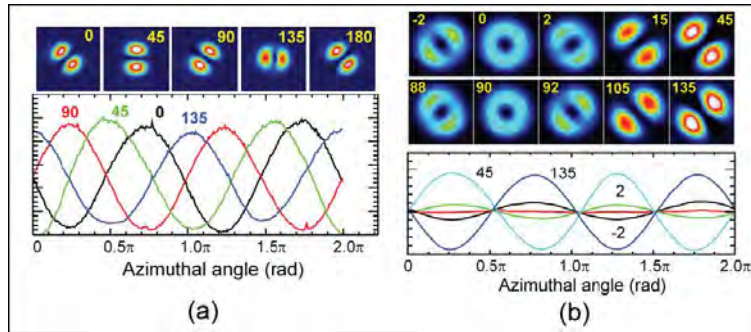 0 45 90 135 180
90 45 0 135
0 0.5π 1.0π 1.5π 2.0π
Azimuthal angle (rad)
(a)
-2 0 2 15 45
88 90 92 105 135
45 135 2 -2
0 0.5π 1.0π 1.5π 2.0π
Azimuthal angle (rad)
(b)